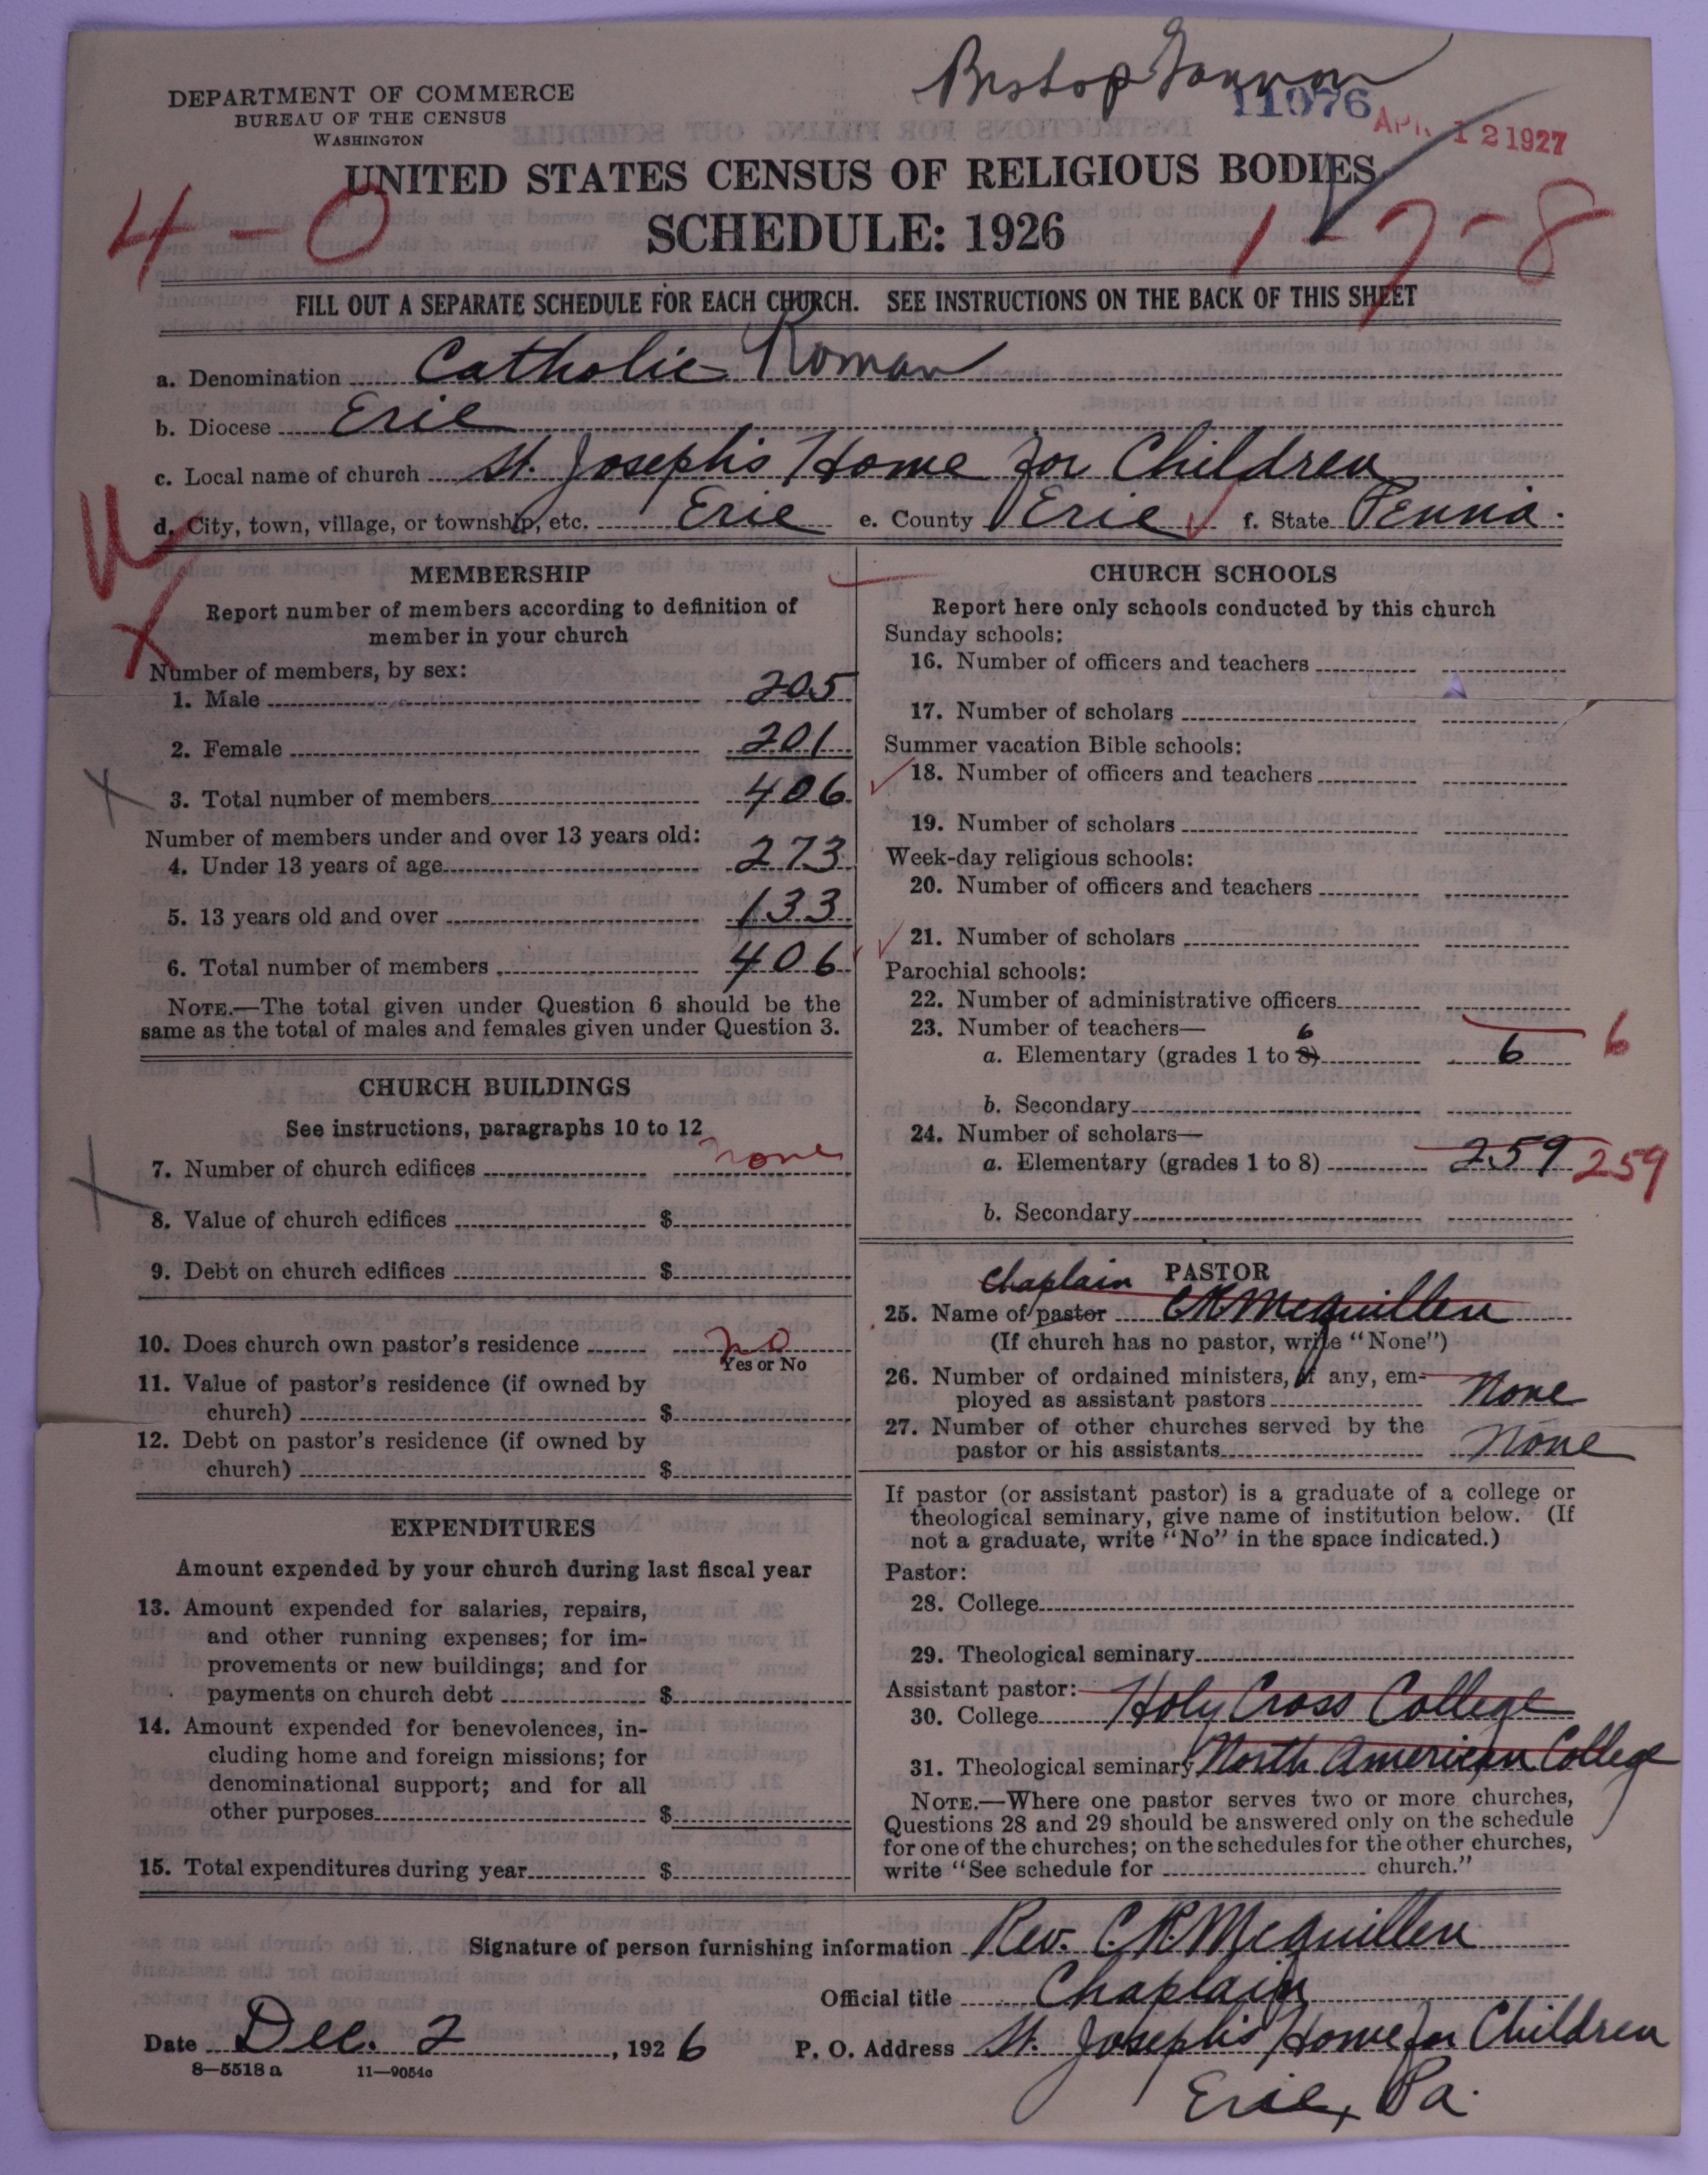 Bishop Gannon
DEPARTMENT OF COMMERCE
BUREAU OF THE CENSUS
WASHINGTON
11076
APR 12 1927
UNITED STATES CENSUS OF RELIGIOUS BODIES
SCHEDULE: 1926
4-0
1-7-8
FILL OUT A SEPARATE SCHEDULE FOR EACH CHURCH. SEE INSTRUCTIONS ON THE BACK OF THIS SHEET
a. Denomination Catholic Roman
b. Diocese Erie
c. Local name of church St. Joseph's Home for Children
d. City, town, village, or township, etc. Erie e. County Erie f. State Penna.
MEMBERSHIP
Report number of members according to definition of
member in your church
Number of members, by sex:
1. Male 205
2. Female 201
3. Total number of members 406
Number of members under and over 13 years old:
4. Under 13 years of age 273
5. 13 years old and over 133
6. Total number of members 406
NOTE.—The total given under Question 6 should be the
same as the total of males and females given under Question 3.
CHURCH BUILDINGS
See instructions, paragraphs 10 to 12
7. Number of church edifices none
8. Value of church edifices $
9. Debt on church edifices $
10. Does church own pastor's residence no
Yes or No
11. Value of pastor's residence (if owned by
church) $
12. Debt on pastor's residence (if owned by
church) $
EXPENDITURES
Amount expended by your church during last fiscal year
13. Amount expended for salaries, repairs,
and other running expenses; for im-
provements or new buildings; and for
payments on church debt $
14. Amount expended for benevolences, in-
cluding home and foreign missions; for
denominational support; and for all
other purposes $
15. Total expenditures during year $
CHURCH SCHOOLS
Report here only schools conducted by this church
Sunday schools:
16. Number of officers and teachers
17. Number of scholars
Summer vacation Bible schools:
18. Number of officers and teachers
19. Number of scholars
Week-day religious schools:
20. Number of officers and teachers
21. Number of scholars
Parochial schools:
22. Number of administrative officers
23. Number of teachers—
6
a. Elementary (grades 1 to 8) 6 6
b. Secondary
24. Number of scholars—
a. Elementary (grades 1 to 8) 259 259
b. Secondary
PASTOR
Chaplain
25. Name of pastor C R McQuillen
(If church has no pastor, write "None")
26. Number of ordained ministers, if any, em-
ployed as assistant pastors None
27. Number of other churches served by the
pastor or his assistants None
If pastor (or assistant pastor) is a graduate of a college or
theological seminary, give name of institution below. (If
not a graduate, write "No" in the space indicated.)
Pastor:
28. College
29. Theological seminary
Assistant pastor:
30. College Holy Cross College
31. Theological seminary North American College
NOTE.—Where one pastor serves two or more churches,
Questions 28 and 29 should be answered only on the schedule
for one of the churches; on the schedules for the other churches,
write "See schedule for church."
Signature of person furnishing information Rev. C. R. McQuillen
Official title Chaplain
Date Dec. 2, 1926 P. O. Address St. Joseph's Home for Children
8—5518 a 11—9054o
Erie, Pa.